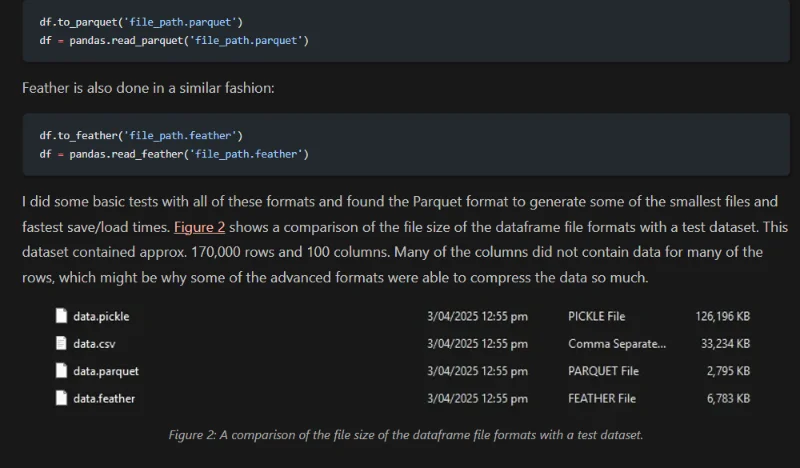 df.to_parquet('file_path.parquet')
df = pandas.read_parquet('file_path.parquet')
Feather is also done in a similar fashion:
df.to_feather('file_path.feather')
df = pandas.read_feather('file_path.feather')
I did some basic tests with all of these formats and found the Parquet format to generate some of the smallest files and
fastest save/load times. Figure 2 shows a comparison of the file size of the dataframe file formats with a test dataset. This
dataset contained approx. 170,000 rows and 100 columns. Many of the columns did not contain data for many of the
rows, which might be why some of the advanced formats were able to compress the data so much.
data.pickle 3/04/2025 12:55 pm PICKLE File 126,196 KB
data.csv 3/04/2025 12:55 pm Comma Separate... 33,234 KB
data.parquet 3/04/2025 12:55 pm PARQUET File 2,795 KB
data.feather 3/04/2025 12:55 pm FEATHER File 6,783 KB
Figure 2: A comparison of the file size of the dataframe file formats with a test dataset.